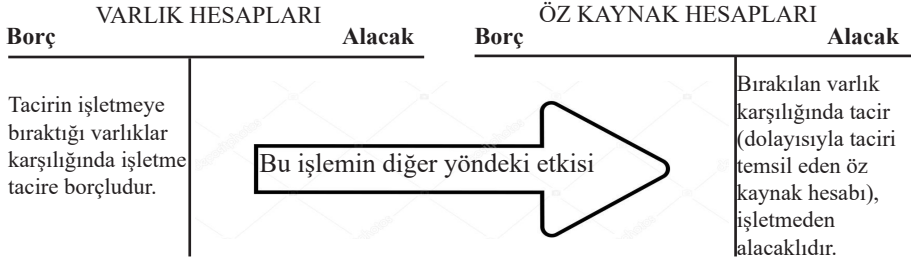 VARLIK HESAPLARI
Borç Alacak
Tacirin işletmeye
bıraktığı varlıklar
karşılığında işletme
tacire borçludur.
Bu işlemin diğer yöndeki etkisi
ÖZ KAYNAK HESAPLARI
Borç Alacak
Bırakılan varlık
karşılığında tacir
(dolayısıyla taciri
temsil eden öz
kaynak hesabı),
işletmeden
alacaklıdır.